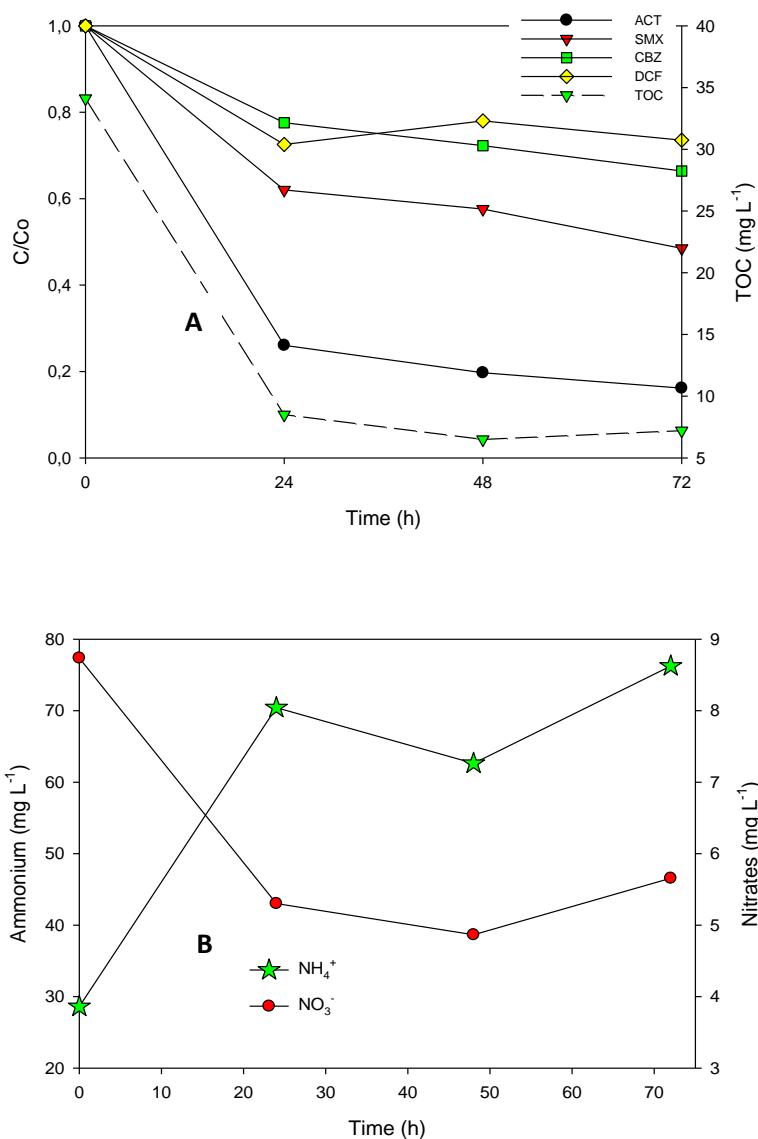 ACT
SMX
CBZ
DCF
TOC
1,0
0,8
0,6
0,4
0,2
0,0
C/Co
40
35
30
25
20
15
10
5
TOC (mg L⁻¹)
A
0 24 48 72
Time (h)
80
70
60
50
40
30
20
Ammonium (mg L⁻¹)
9
8
7
6
5
4
3
Nitrates (mg L⁻¹)
B
NH₄⁺
NO₃⁻
0 10 20 30 40 50 60 70
Time (h)